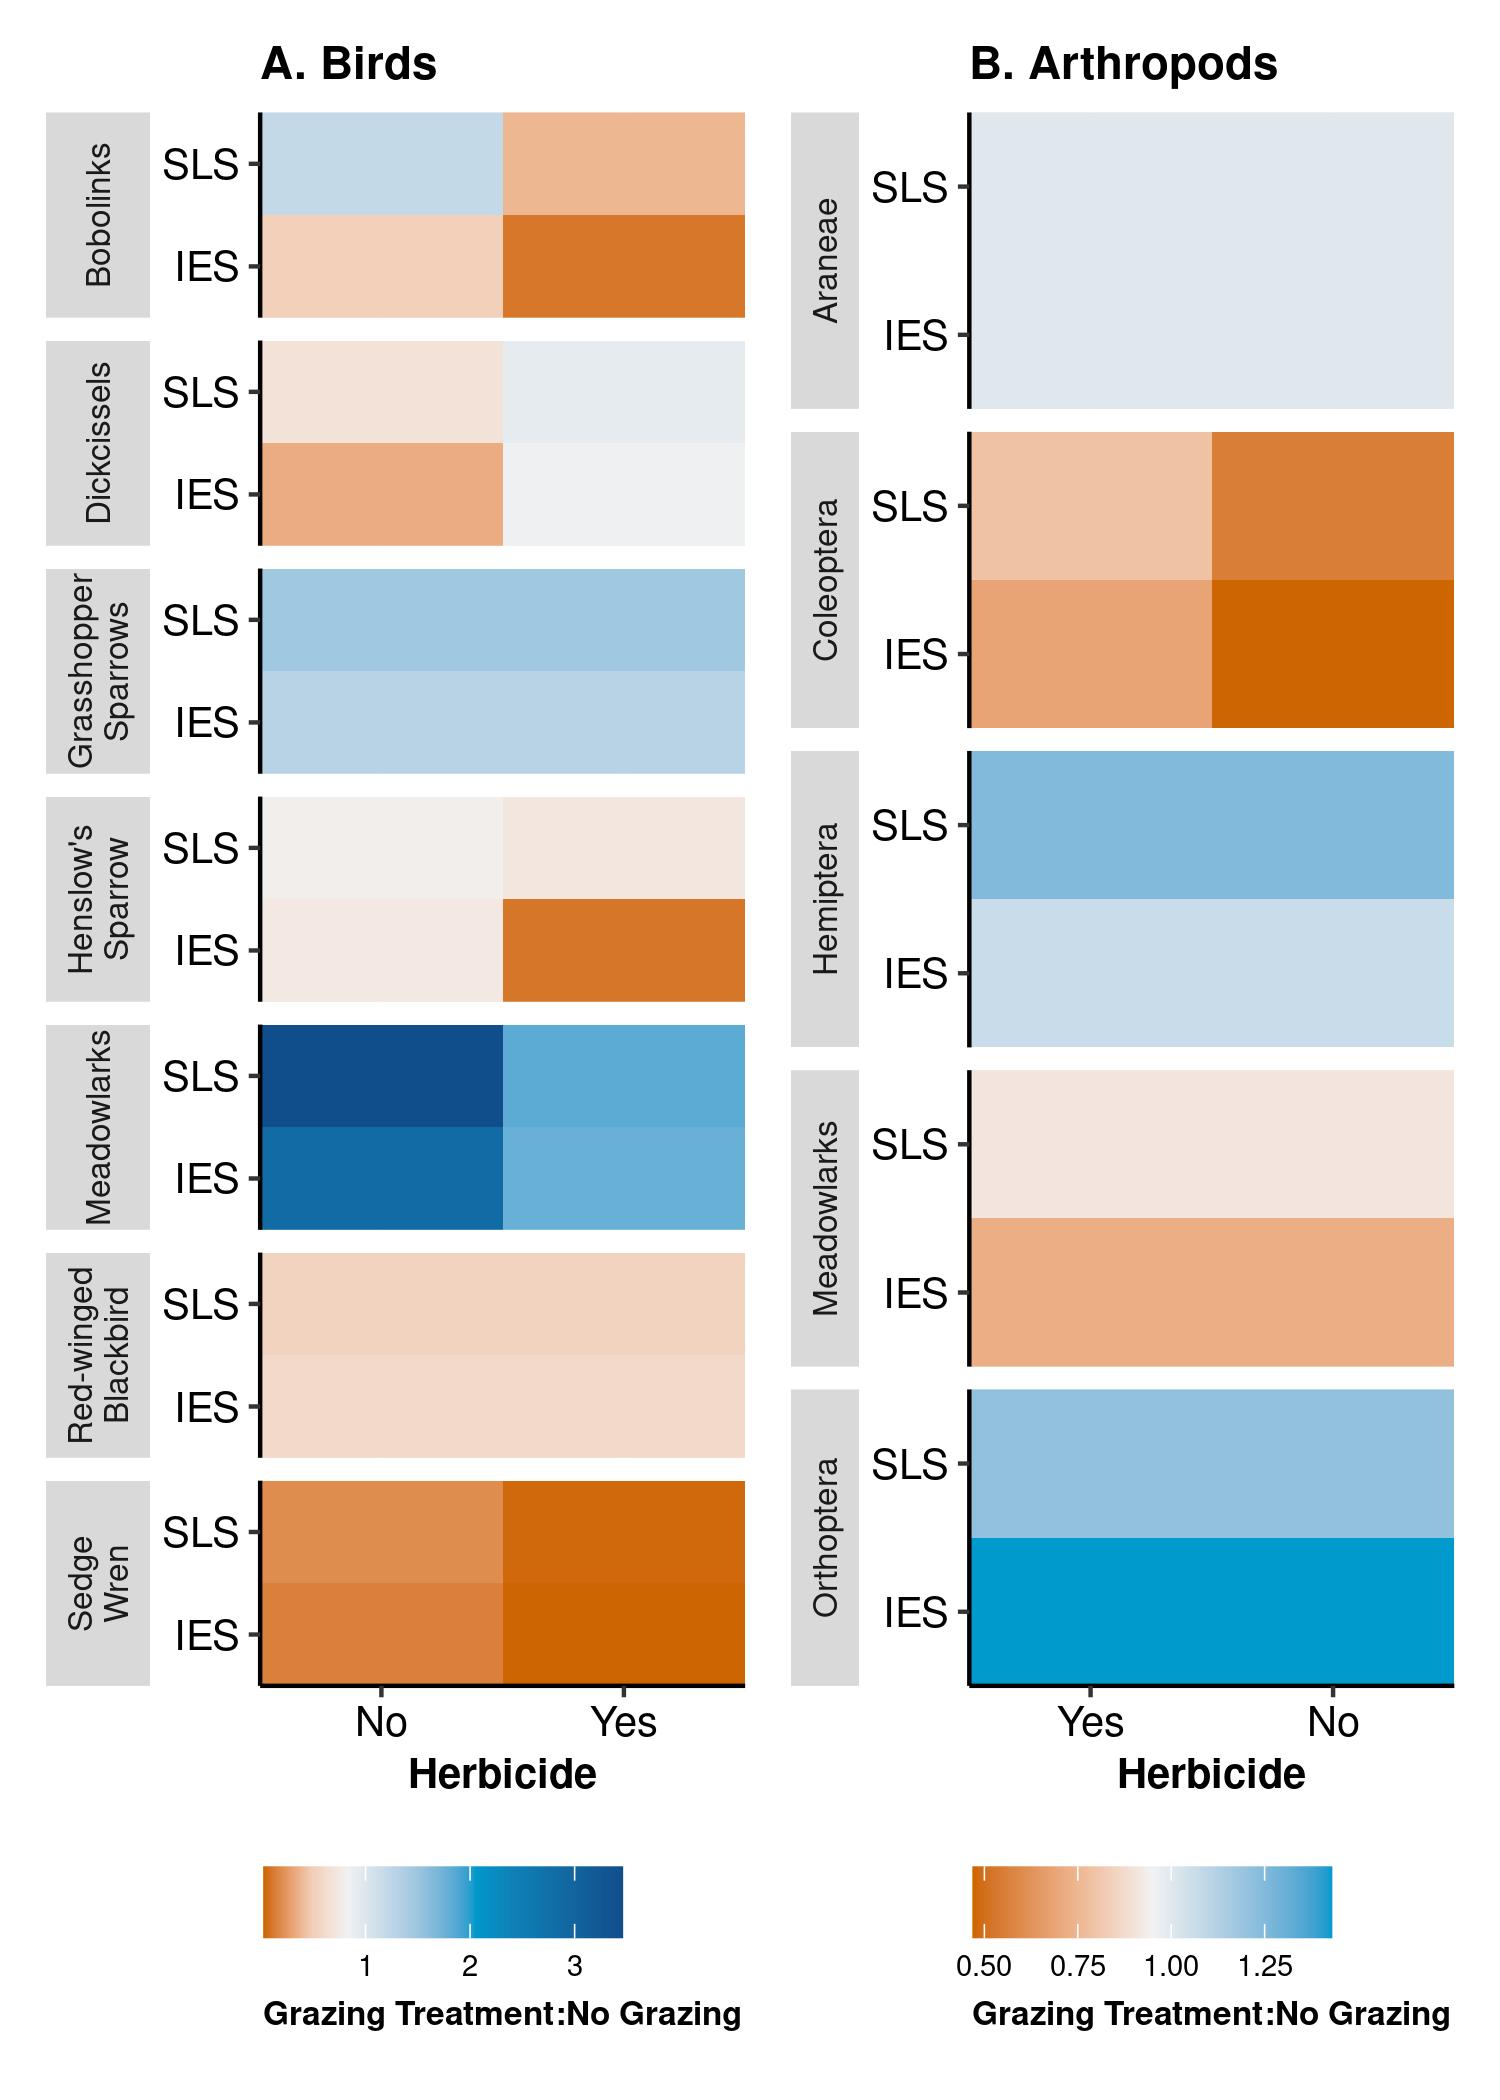 A. Birds
Bobolinks
SLS
IES
Dickcissels
SLS
IES
Grasshopper
Sparrows
SLS
IES
Henslow's
Sparrow
SLS
IES
Meadowlarks
SLS
IES
Red-winged
Blackbird
SLS
IES
Sedge
Wren
SLS
IES
No Yes
Herbicide
1 2 3
Grazing Treatment:No Grazing
B. Arthropods
Araneae
SLS
IES
Coleoptera
SLS
IES
Hemiptera
SLS
IES
Meadowlarks
SLS
IES
Orthoptera
SLS
IES
Yes No
Herbicide
0.50 0.75 1.00 1.25
Grazing Treatment:No Grazing